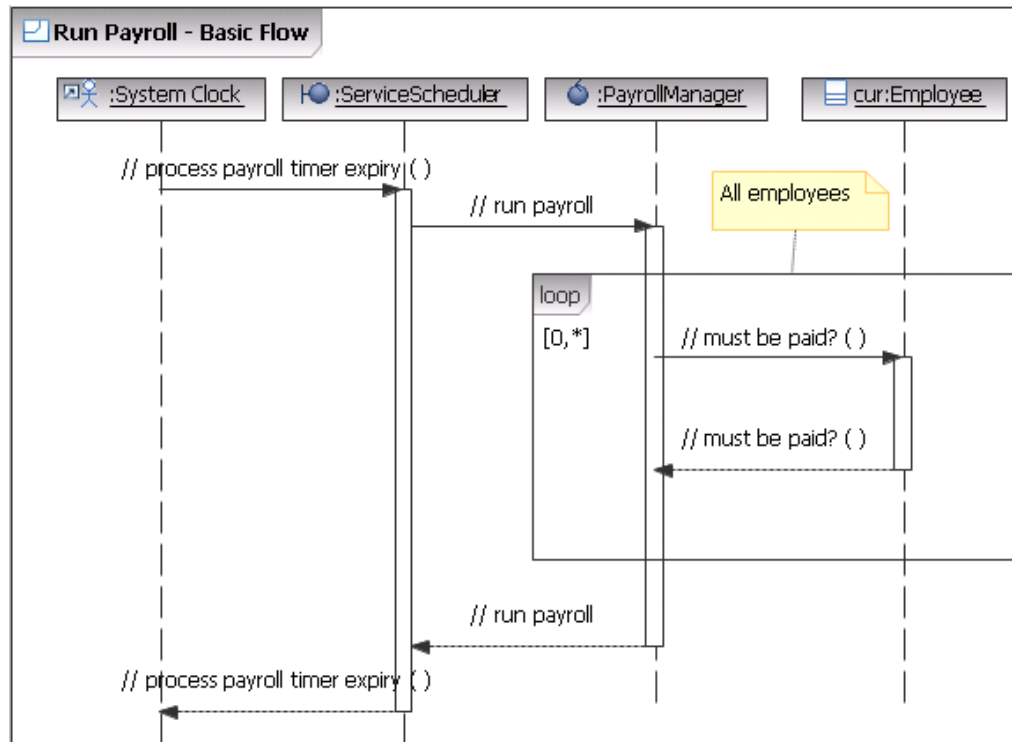 Run Payroll - Basic Flow
:System Clock
:ServiceScheduler
:PayrollManager
cur:Employee
// process payroll timer expiry ( )
// run payroll
All employees
loop
[0,*]
// must be paid? ( )
// must be paid? ( )
// run payroll
// process payroll timer expiry ( )